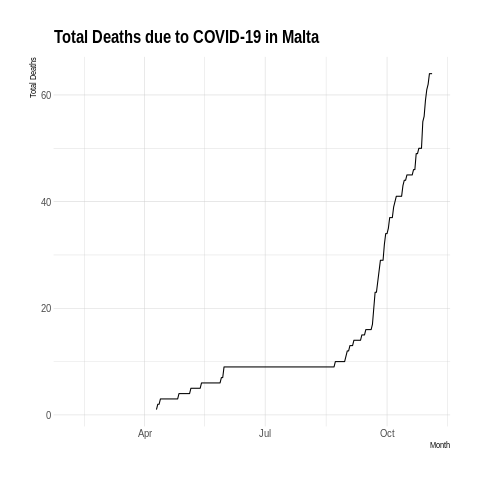 Total Deaths due to COVID-19 in Malta
Total Deaths
60
40
20
0
Apr
Jul
Oct
Month